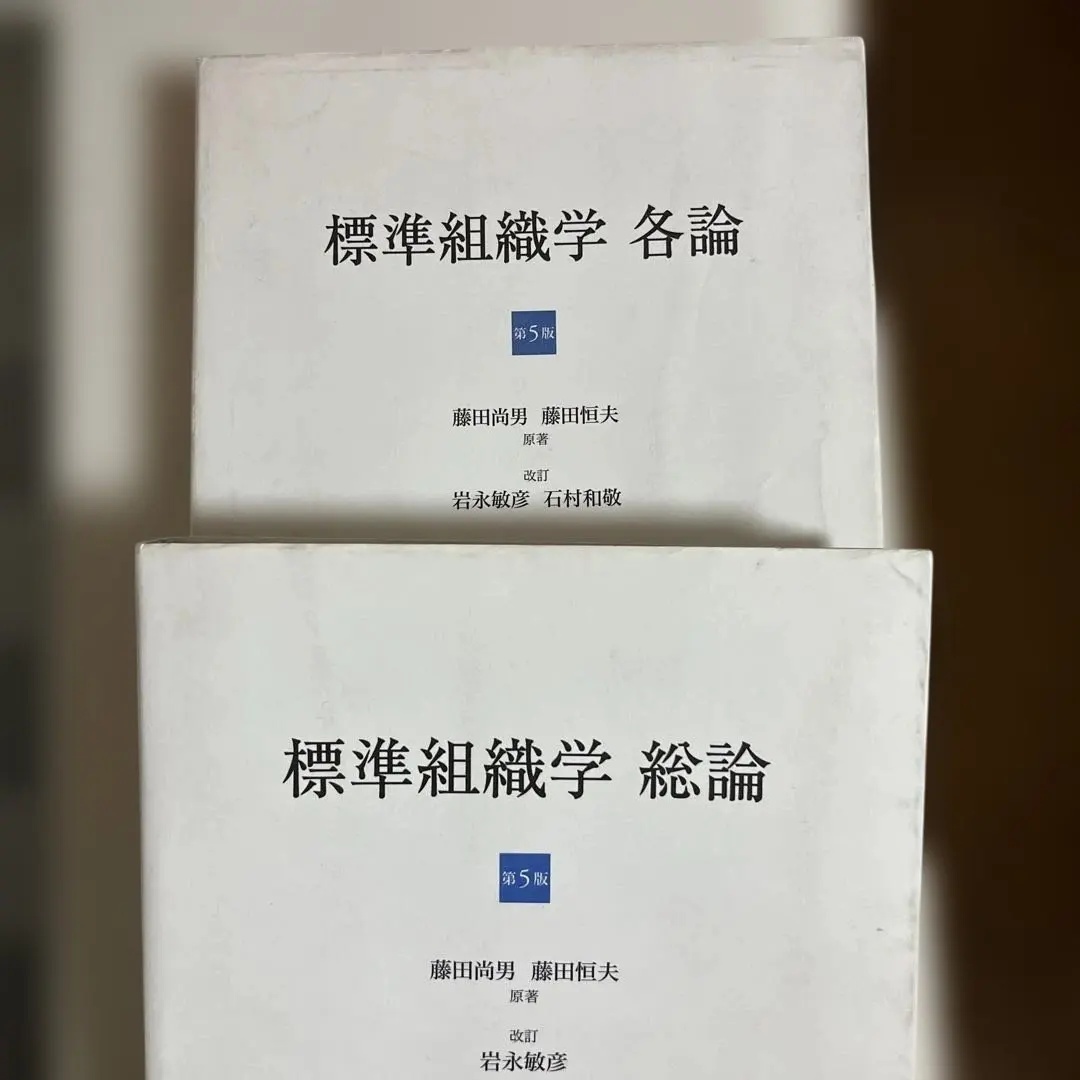 標準組織学 各論
第5版
藤田尚男 藤田恒夫
原著
改訂
岩永敏彦 石村和敬
標準組織学 総論
第5版
藤田尚男 藤田恒夫
原著
改訂
岩永敏彦